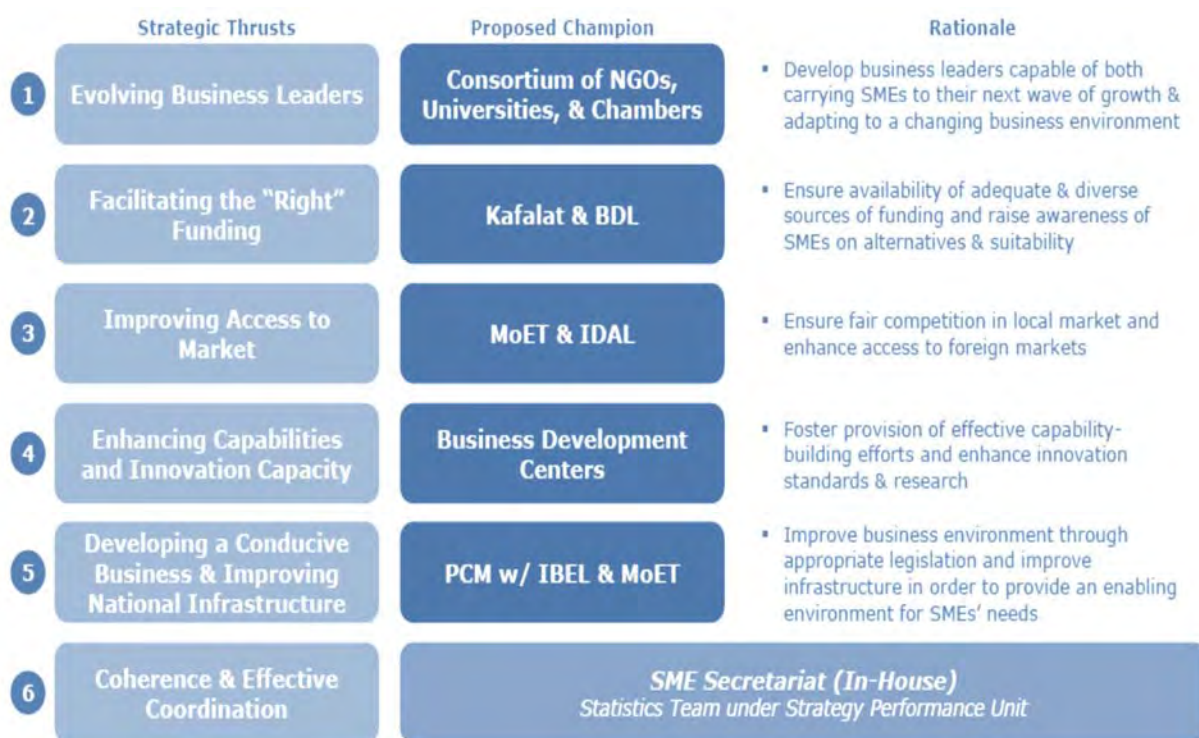 Strategic Thrusts
Proposed Champion
Rationale
1
Evolving Business Leaders
Consortium of NGOs,
Universities, & Chambers
▪ Develop business leaders capable of both
carrying SMEs to their next wave of growth &
adapting to a changing business environment
2
Facilitating the “Right”
Funding
Kafalat & BDL
▪ Ensure availability of adequate & diverse
sources of funding and raise awareness of
SMEs on alternatives & suitability
3
Improving Access to
Market
MoET & IDAL
▪ Ensure fair competition in local market and
enhance access to foreign markets
4
Enhancing Capabilities
and Innovation Capacity
Business Development
Centers
▪ Foster provision of effective capability-
building efforts and enhance innovation
standards & research
5
Developing a Conducive
Business & Improving
National Infrastructure
PCM w/ IBEL & MoET
▪ Improve business environment through
appropriate legislation and improve
infrastructure in order to provide an enabling
environment for SMEs’ needs
6
Coherence & Effective
Coordination
SME Secretariat (In-House)
Statistics Team under Strategy Performance Unit